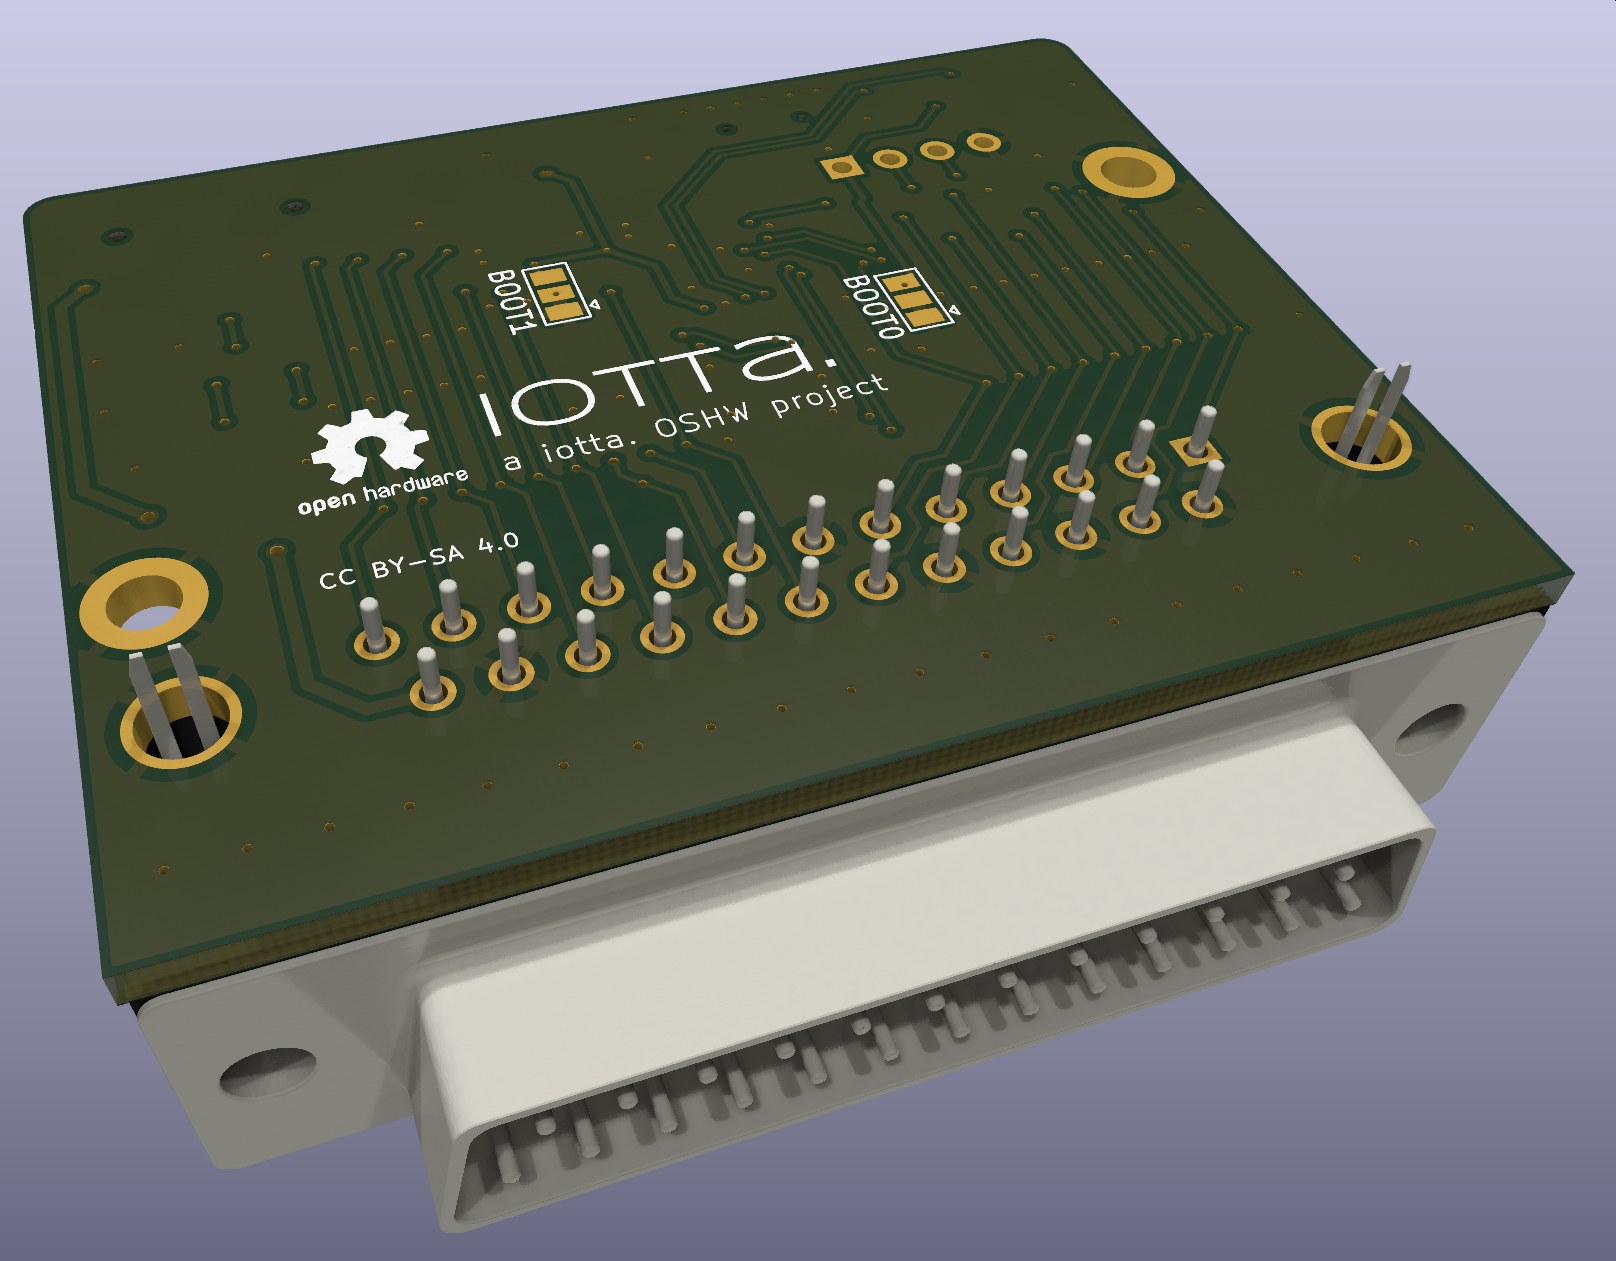 BOOT1
BOOT0
IOTTA.
a iotta. OSHW project
open hardware
CC BY-SA 4.0